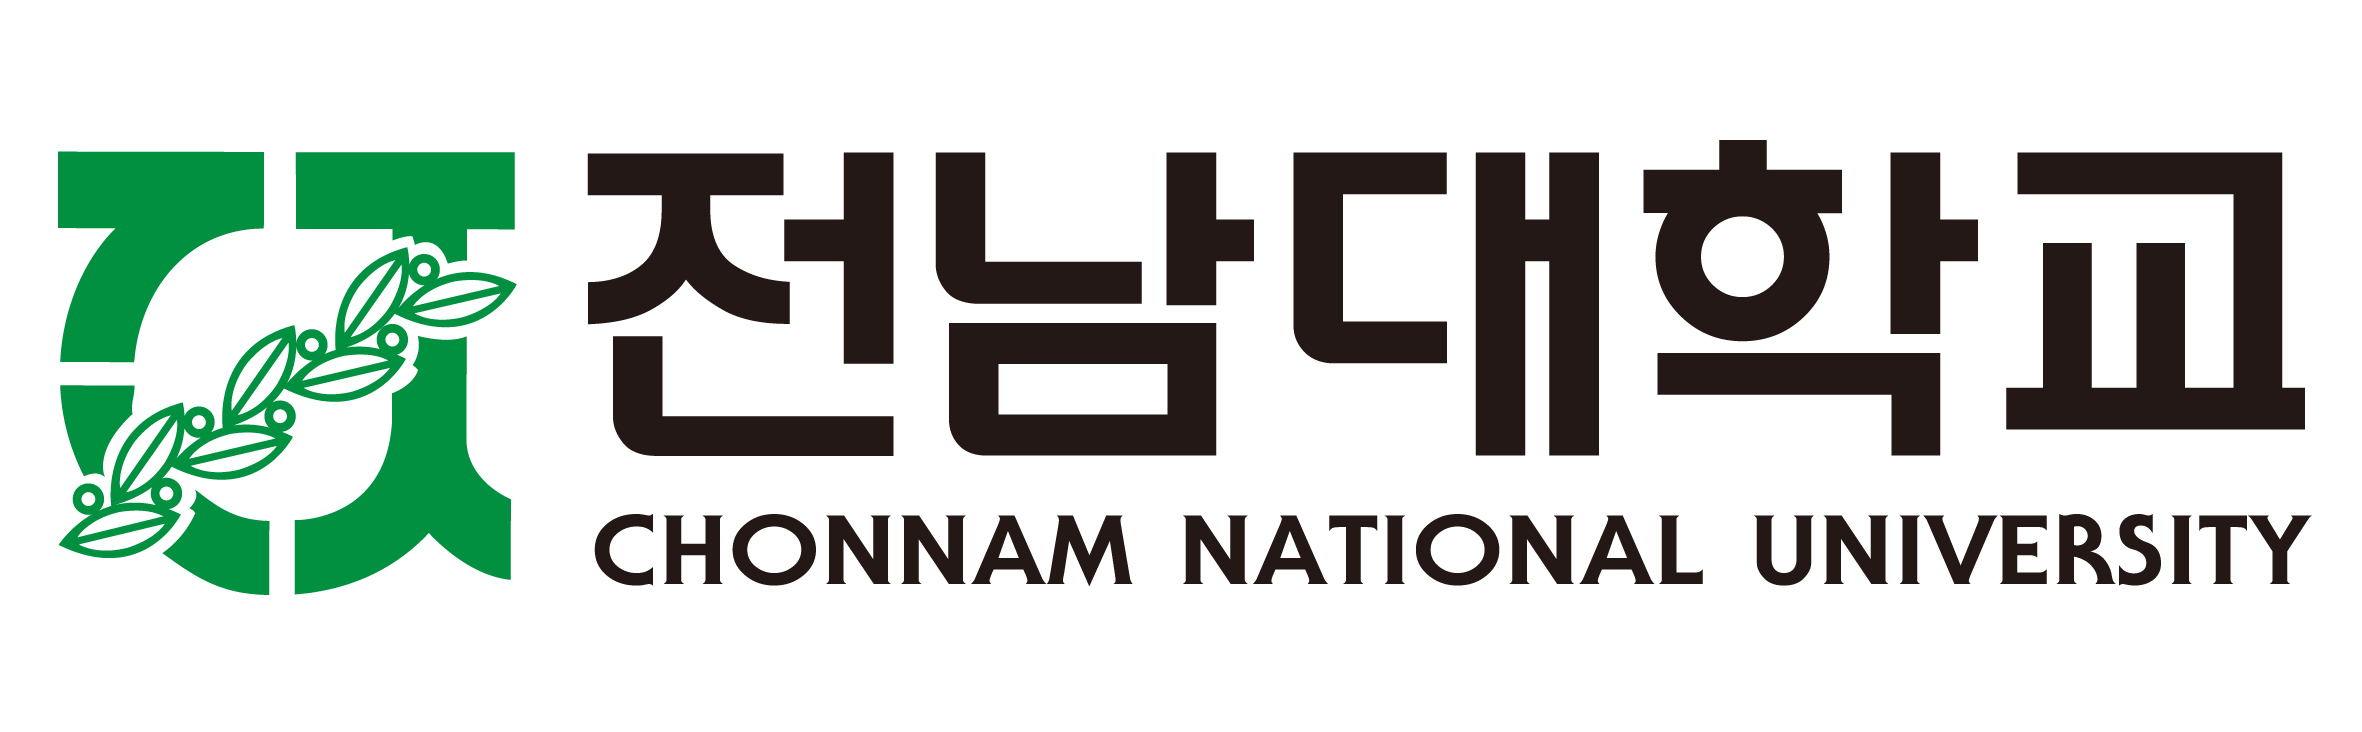 전남대학교
CHONNAM NATIONAL UNIVERSITY